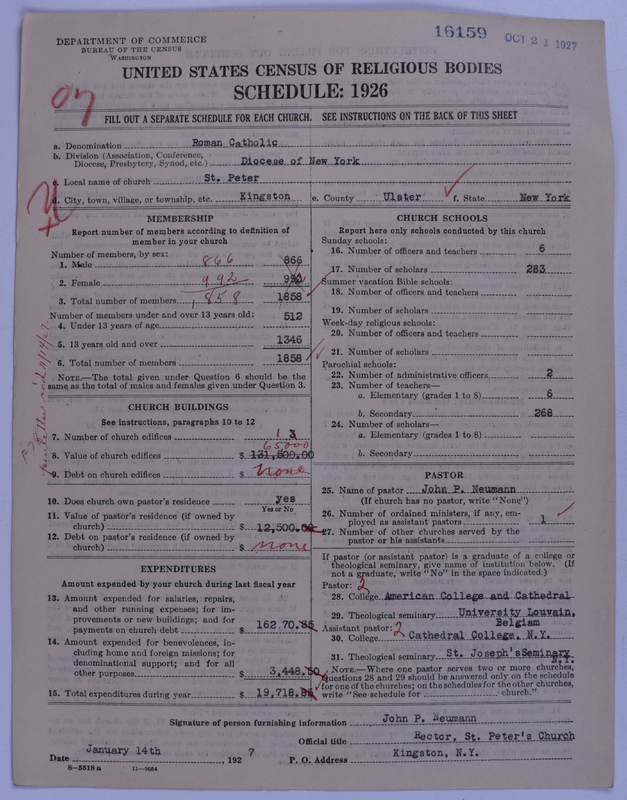 16159 OCT 21 1927
DEPARTMENT OF COMMERCE
BUREAU OF THE CENSUS
WASHINGTON
UNITED STATES CENSUS OF RELIGIOUS BODIES
SCHEDULE: 1926
FILL OUT A SEPARATE SCHEDULE FOR EACH CHURCH. SEE INSTRUCTIONS ON THE BACK OF THIS SHEET
a. Denomination Roman Catholic
b. Division (Association, Conference,
Diocese, Presbytery, Synod, etc.) Diocese of New York
c. Local name of church St. Peter
d. City, town, village, or township, etc. Kingston e. County Ulster f. State New York
MEMBERSHIP
Report number of members according to definition of
member in your church
Number of members, by sex:
1. Male 866 866
2. Female 992
3. Total number of members 1,858 1858
Number of members under and over 13 years old:
4. Under 13 years of age 512
5. 13 years old and over 1346
6. Total number of members 1858
NOTE.—The total given under Question 6 should be the
same as the total of males and females given under Question 3.
CHURCH BUILDINGS
See instructions, paragraphs 10 to 12
7. Number of church edifices 1 3
65000
8. Value of church edifices $ 131,500.00
9. Debt on church edifices $ none
10. Does church own pastor's residence yes
Yes or No
11. Value of pastor's residence (if owned by
church) $ 12,500.00
12. Debt on pastor's residence (if owned by
church) $ none
EXPENDITURES
Amount expended by your church during last fiscal year
13. Amount expended for salaries, repairs,
and other running expenses; for im-
provements or new buildings; and for
payments on church debt $ 162.70.85
14. Amount expended for benevolences, in-
cluding home and foreign missions; for
denominational support; and for all
other purposes $ 3,448.50
15. Total expenditures during year $ 19,718.85
CHURCH SCHOOLS
Report here only schools conducted by this church
Sunday schools:
16. Number of officers and teachers 6
17. Number of scholars 283
Summer vacation Bible schools:
18. Number of officers and teachers
19. Number of scholars
Week-day religious schools:
20. Number of officers and teachers
21. Number of scholars
Parochial schools:
22. Number of administrative officers 2
23. Number of teachers—
a. Elementary (grades 1 to 8) 6
b. Secondary 268
24. Number of scholars—
a. Elementary (grades 1 to 8)
b. Secondary
PASTOR
25. Name of pastor John P. Neumann
(If church has no pastor, write "None")
26. Number of ordained ministers, if any, em-
ployed as assistant pastors 1
27. Number of other churches served by the
pastor or his assistants
If pastor (or assistant pastor) is a graduate of a college or
theological seminary, give name of institution below. (If
not a graduate, write "No" in the space indicated.)
Pastor: 2
28. College American College and Cathedral
29. Theological seminary University Louvain,
Belgium
Assistant pastor: 2
30. College Cathedral College, N.Y.
31. Theological seminary St. Joseph'sSeminary
N.Y.
NOTE.—Where one pastor serves two or more churches,
Questions 28 and 29 should be answered only on the schedule
for one of the churches; on the schedules for the other churches,
write "See schedule for church."
Signature of person furnishing information John P. Neumann
Official title Rector, St. Peter's Church
Date January 14th , 192 7 P. O. Address Kingston, N.Y.
8—5518 a 11—9084